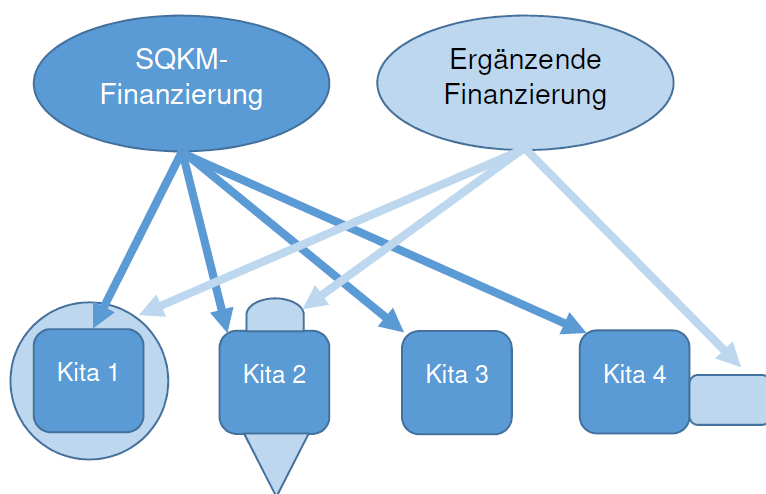 SQKM-
Finanzierung
Ergänzende
Finanzierung
Kita 1
Kita 2
Kita 3
Kita 4